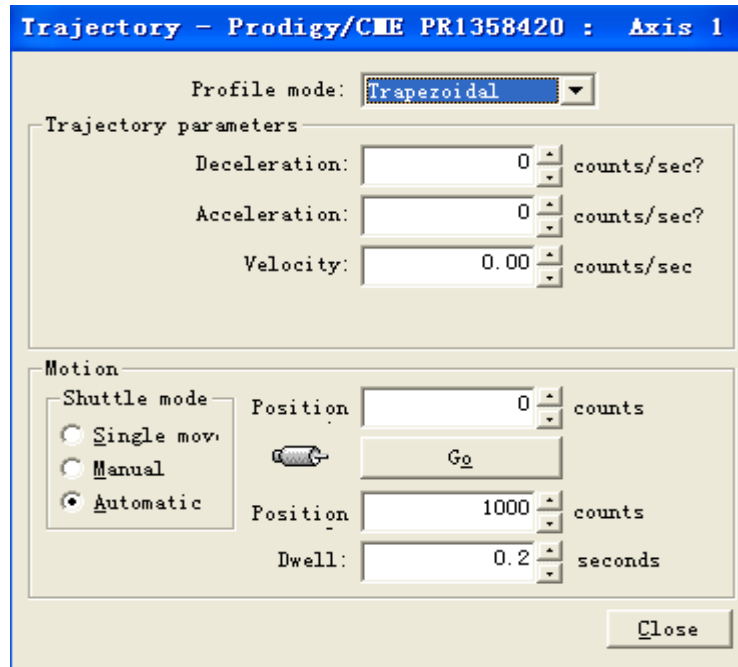 Trajectory - Prodigy/CME PR1358420 : Axis 1
Profile mode: Trapezoidal
Trajectory parameters
Deceleration: 0 counts/sec?
Acceleration: 0 counts/sec?
Velocity: 0.00 counts/sec
Motion
Shuttle mode
Single mov
Manual
Automatic
Position 0 counts
Go
Position 1000 counts
Dwell: 0.2 seconds
Close